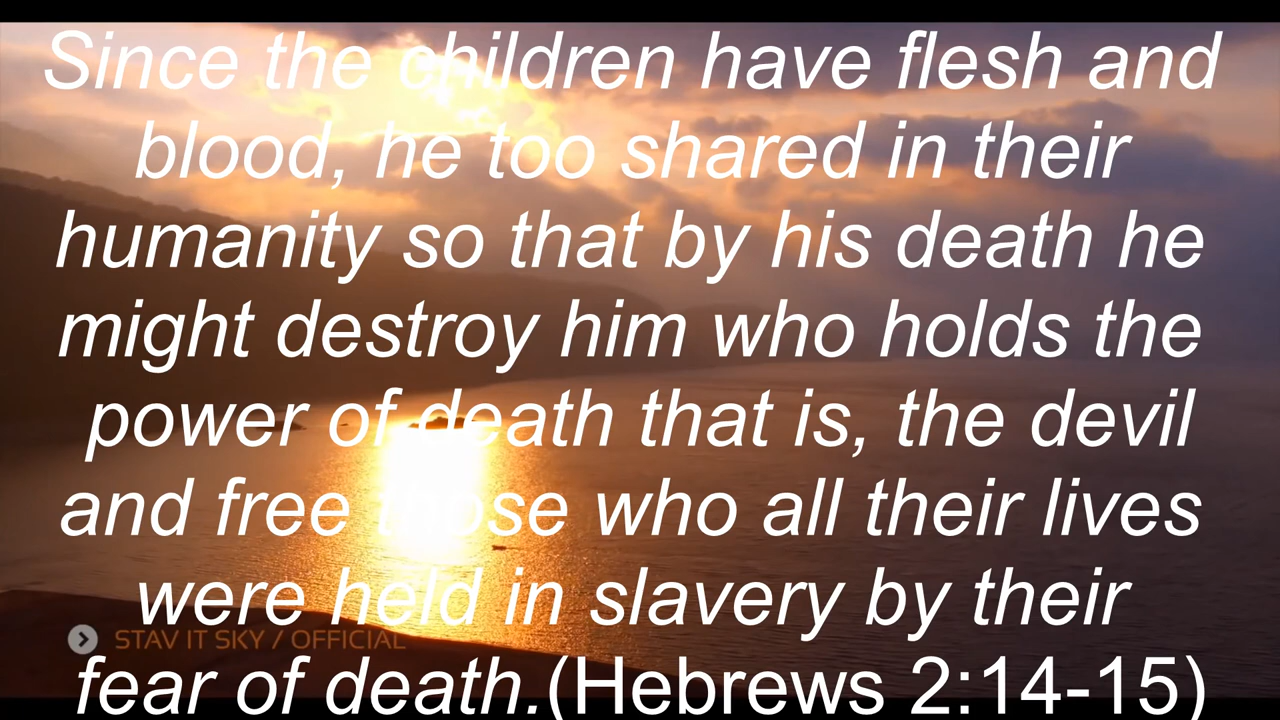 Since the children have flesh and
blood, he too shared in their
humanity so that by his death he
might destroy him who holds the
power of death that is, the devil
and free those who all their lives
were held in slavery by their
STAV IT SKY / OFFICIAL
fear of death.(Hebrews 2:14-15)